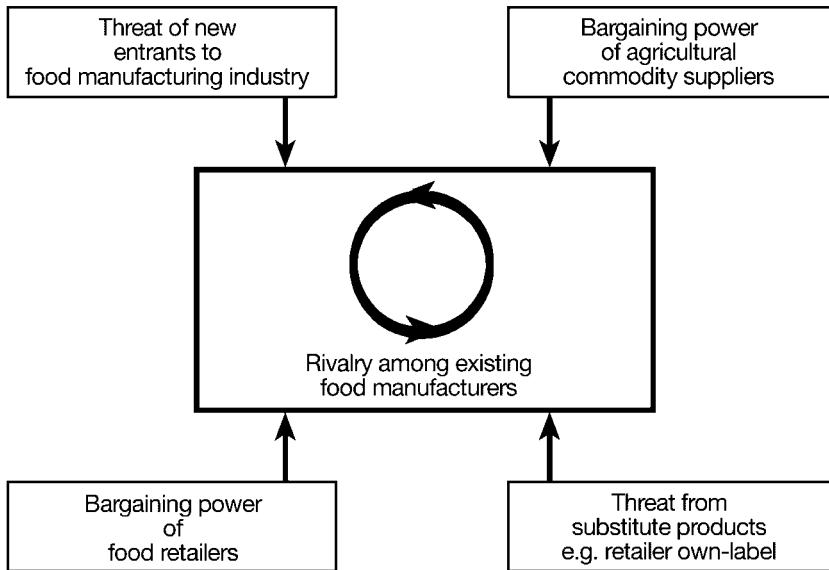 Threat of new
entrants to
food manufacturing industry
Bargaining power
of agricultural
commodity suppliers
Rivalry among existing
food manufacturers
Bargaining power
of
food retailers
Threat from
substitute products
e.g. retailer own-label